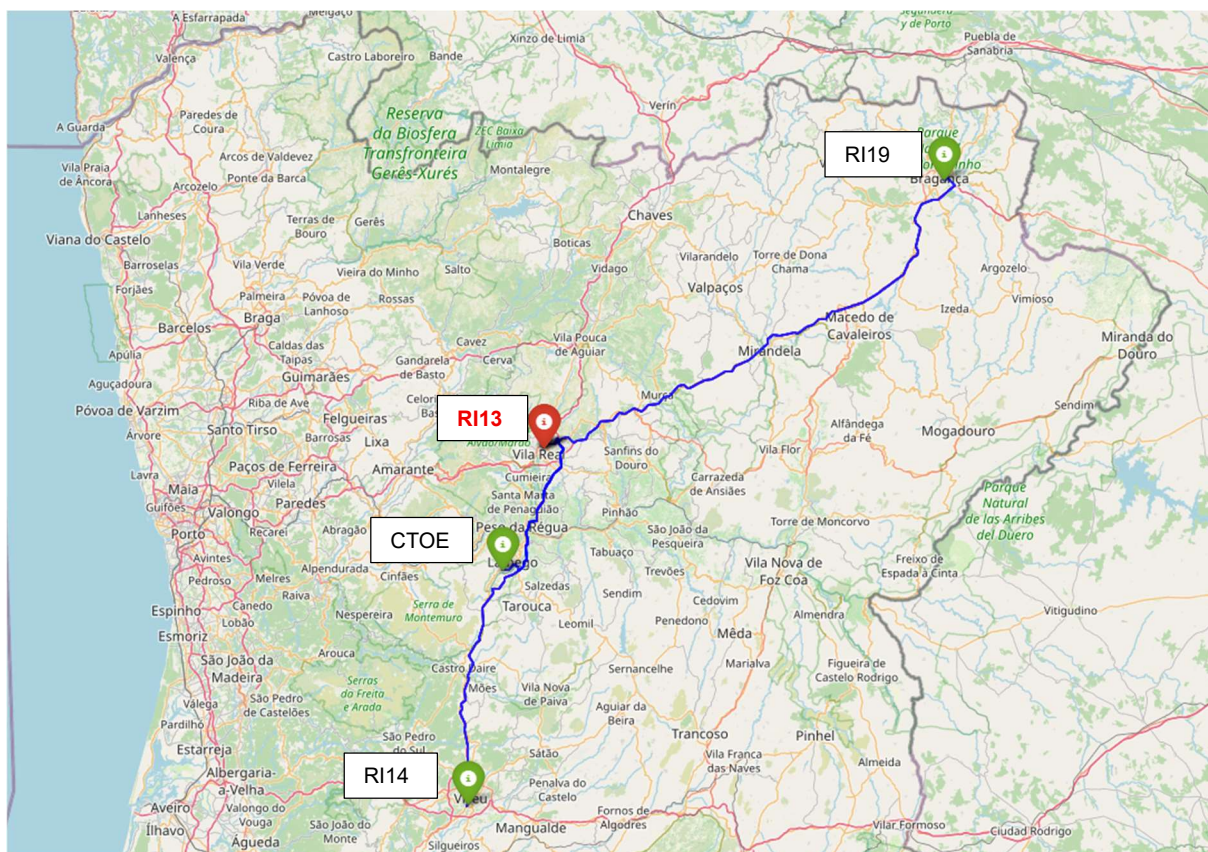 Segundera
y de Porto
Melgaço
A Esfarrapada
Xinzo de Limia
Puebla de
Sanabria
Castro Laboreiro
Bande
Valença
Verín
Reserva
da Biosfera
Transfronteira
Gerês-Xurés
ZEC Baixa
Limia
Paredes de
Coura
A Guarda
Parque
RI19
Bragança
Arcos de Valdevez
Vila Praia
de Âncora
Arcozelo
Ponte da Barca
Montalegre
Lanheses
Terras de
Bouro
Gerês
Chaves
Viana do Castelo
Boticas
Vilarandelo
Torre de Dona
Chama
Barroselas
Vila Verde
Vieira do Minho
Salto
Vidago
Argozelo
Forjães
Palmeira
Póvoa de
Lanhoso
Rossas
Valpaços
Izeda
Vimioso
Braga
Barcelos
Macedo de
Cavaleiros
Apúlia
Caldas das
Taipas
Cavez
Vila Pouca
de Aguiar
Miranda do
Douro
Gandarela
de Basto
Cerva
Mirandela
Guimarães
Aguçadoura
Póvoa de Varzim
Riba de Ave
Murça
Sendim
Felgueiras
RI13
Árvore
Santo Tirso
Barrosas
Lixa
Alfândega
da Fé
Mogadouro
Vila Real
Sanfins do
Douro
Vila Flor
Lavra
Paços de Ferreira
Amarante
Cumieira
Carrazeda
de Ansiães
Maia
Vilela
Guifões
Valongo
Paredes
Santa Marta
de Penaguião
Parque
Natural
de las Arribes
del Duero
Pinhão
Porto
Recarei
Abragão
CTOE
Peso da Régua
São João da
Pesqueira
Torre de Moncorvo
Avintes
Alpendurada
Lamego
Tabuaço
Trevões
Vila Nova de
Foz Coa
Freixo de
Espada à Cinta
Pedroso
Melres
Cinfães
Salzedas
Sendim
Raiva
Espinho
Canedo
Nespereira
Serra de
Montemuro
Tarouca
Cedovim
Almendra
Vitigudino
Lobão
Leomil
Penedono
Esmoriz
Mêda
São João da
Madeira
Arouca
Castro Daire
Sernancelhe
Marialva
Figueira de
Castelo Rodrigo
Serras
da Freita
e Arada
Mões
Vila Nova
de Paiva
Válega
São Pedro
de Castelões
Aguiar da
Beira
Pardilhó
São Pedro
do Sul
Trancoso
Pinhel
Estarreja
Sátão
Vila Franca
das Naves
Almeida
Albergaria-
a-Velha
RI14
Viseu
Penalva do
Castelo
Aveiro
Valongo do
Vouga
Fornos de
Algodres
Ílhavo
São João do
Monte
Mangualde
Vilar Formoso
Ciudad Rodrigo
Águeda
Silgueiros